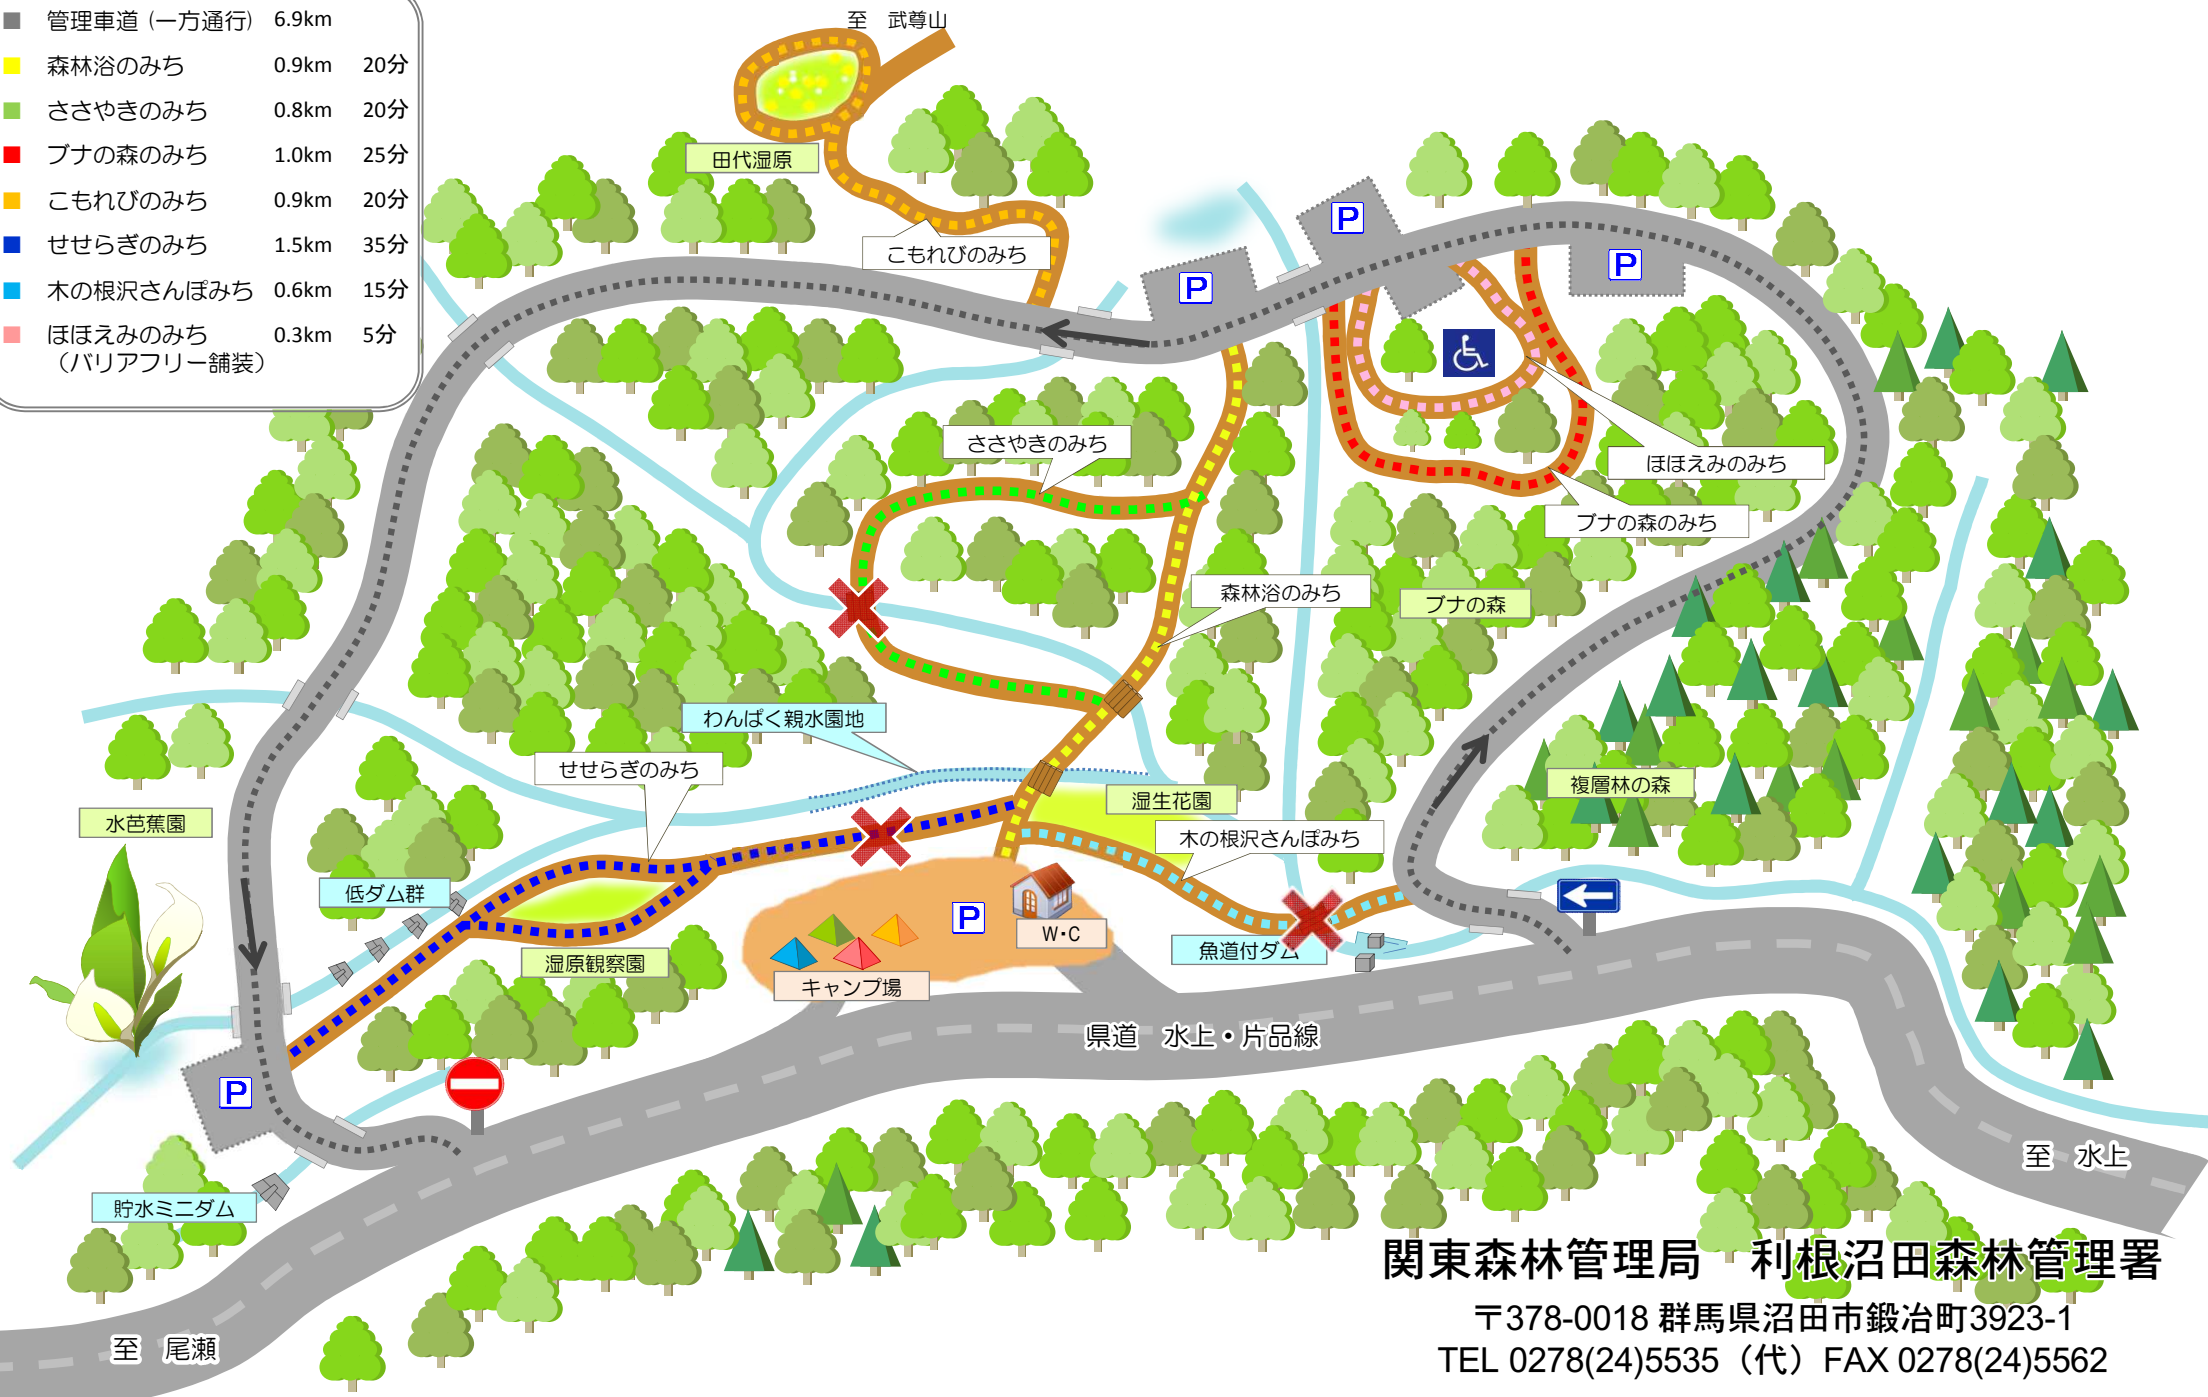 管理車道 (一方通行) 6.9km
森林浴のみち 0.9km 20分
ささやきのみち 0.8km 20分
ブナの森のみち 1.0km 25分
こもれびのみち 0.9km 20分
せせらぎのみち 1.5km 35分
木の根沢さんぽみち 0.6km 15分
ほほえみのみち 0.3km 5分
（バリアフリー舗装）
至 武尊山
田代湿原
こもれびのみち
P
P
P
ささやきのみち
ほほえみのみち
ブナの森のみち
森林浴のみち
ブナの森
わんぱく親水園地
せせらぎのみち
複層林の森
湿生花園
水芭蕉園
木の根沢さんぽみち
低ダム群
P
W・C
魚道付ダム
湿原観察園
キャンプ場
県道 水上・片品線
P
至 水上
貯水ミニダム
至 尾瀬
関東森林管理局 利根沼田森林管理署
〒378-0018 群馬県沼田市鍛冶町3923-1
TEL 0278(24)5535（代）FAX 0278(24)5562